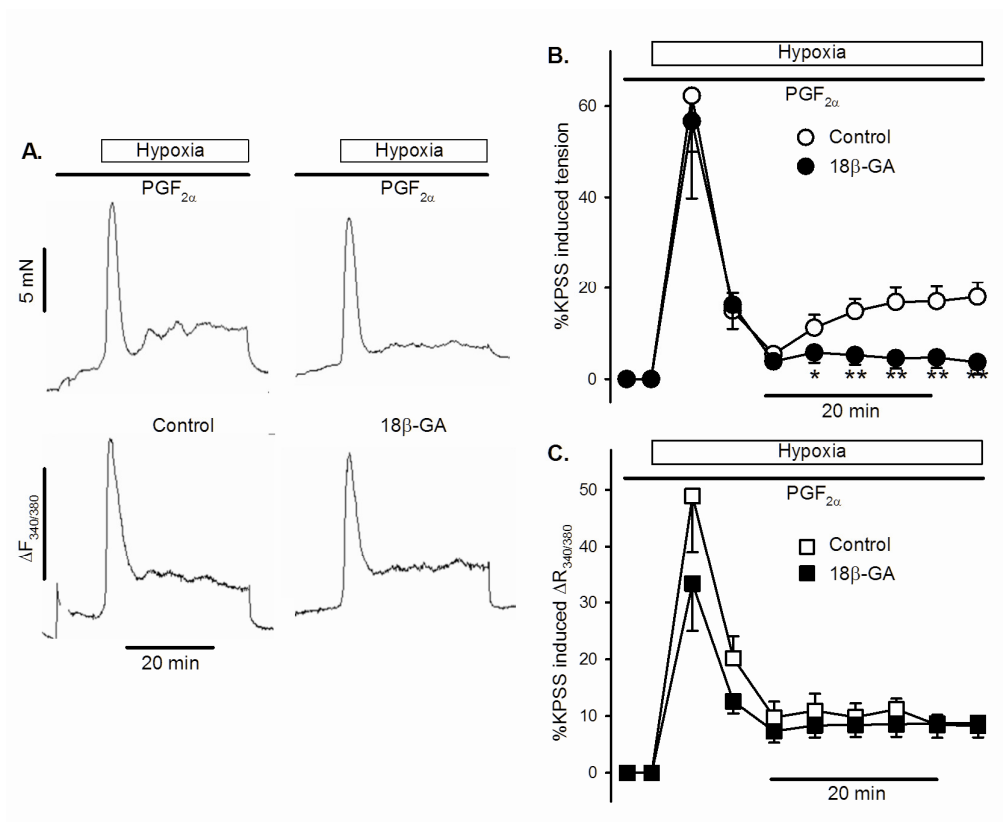 A.
Hypoxia
Hypoxia
PGF2α
PGF2α
5 mN
Control
18β-GA
ΔF340/380
20 min
B.
Hypoxia
PGF2α
Control
18β-GA
%KPSS induced tension
60
40
20
0
* ** ** ** **
20 min
C.
Hypoxia
PGF2α
Control
18β-GA
%KPSS induced ΔR340/380
50
40
30
20
10
0
20 min